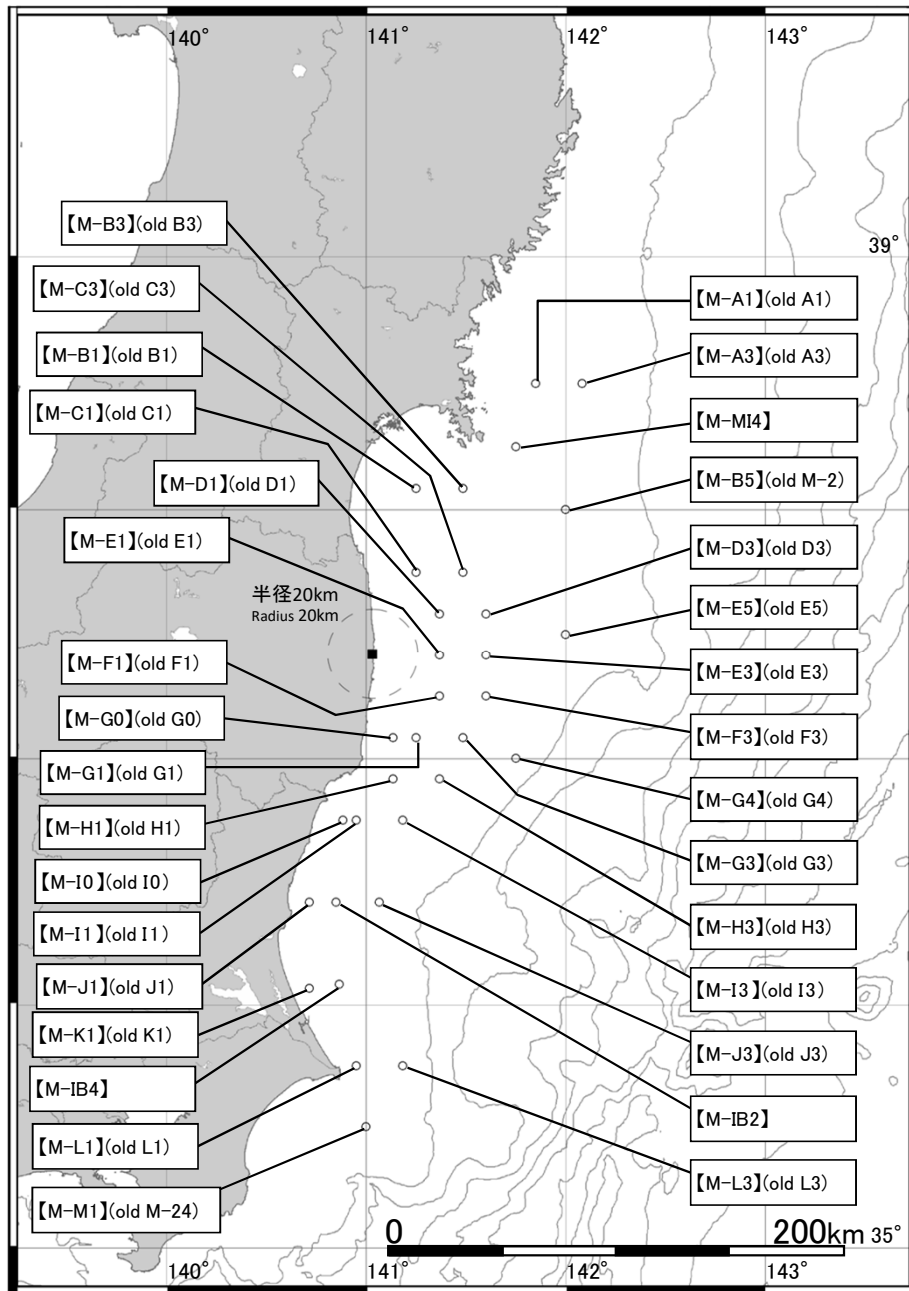 140°
141°
142°
143°
39°
【M-B3】(old B3)
【M-C3】(old C3)
【M-B1】(old B1)
【M-C1】(old C1)
【M-D1】(old D1)
【M-E1】(old E1)
半径20km
Radius 20km
【M-F1】(old F1)
【M-G0】(old G0)
【M-G1】(old G1)
【M-H1】(old H1)
【M-I0】(old I0)
【M-I1】(old I1)
【M-J1】(old J1)
【M-K1】(old K1)
【M-IB4】
【M-L1】(old L1)
【M-M1】(old M-24)
【M-A1】(old A1)
【M-A3】(old A3)
【M-MI4】
【M-B5】(old M-2)
【M-D3】(old D3)
【M-E5】(old E5)
【M-E3】(old E3)
【M-F3】(old F3)
【M-G4】(old G4)
【M-G3】(old G3)
【M-H3】(old H3)
【M-I3】(old I3)
【M-J3】(old J3)
【M-IB2】
【M-L3】(old L3)
0 200km
35°
140°
141°
142°
143°